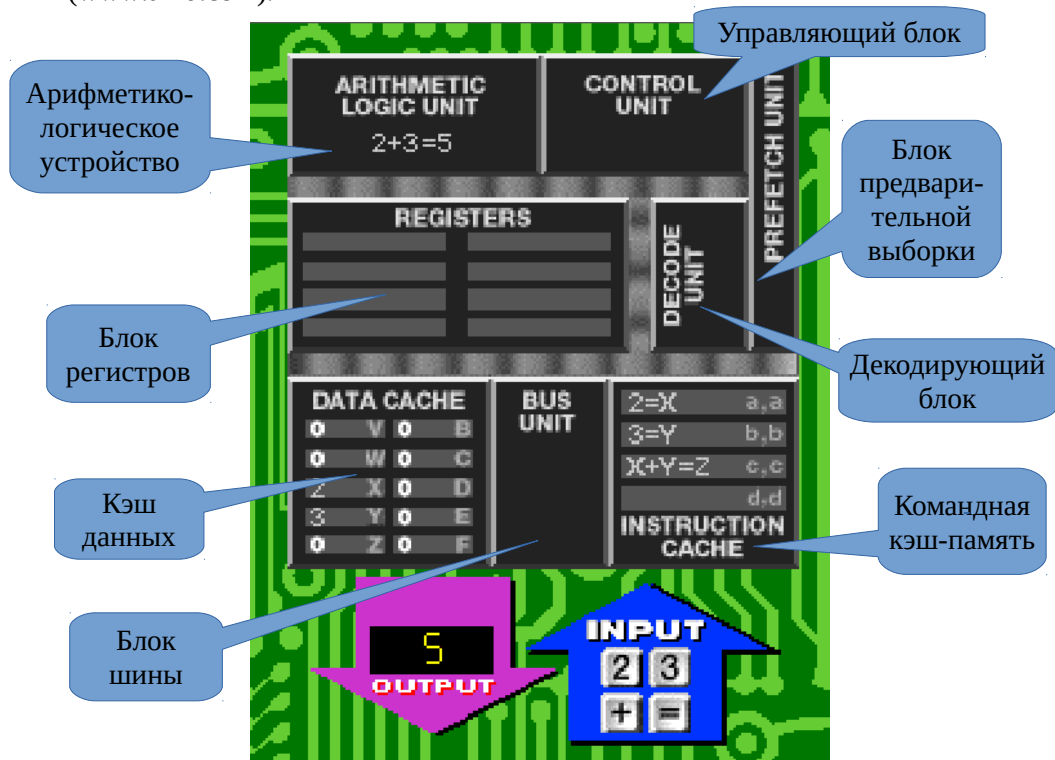 Управляющий блок
Арифметико-
логическое
устройство
ARITHMETIC
LOGIC UNIT
2+3=5
CONTROL
UNIT
PREFETCH UNIT
Блок
предвари-
тельной
выборки
REGISTERS
DECODE
UNIT
Блок
регистров
Декодирующий
блок
DATA CACHE
0 V 0 B
0 W 0 C
2 X 0 D
3 Y 0 E
0 Z 0 F
BUS
UNIT
2=X a,a
3=Y b,b
X+Y=Z c,c
d,d
INSTRUCTION
CACHE
Кэш
данных
Командная
кэш-память
Блок
шины
5
OUTPUT
INPUT
2 3
+ =